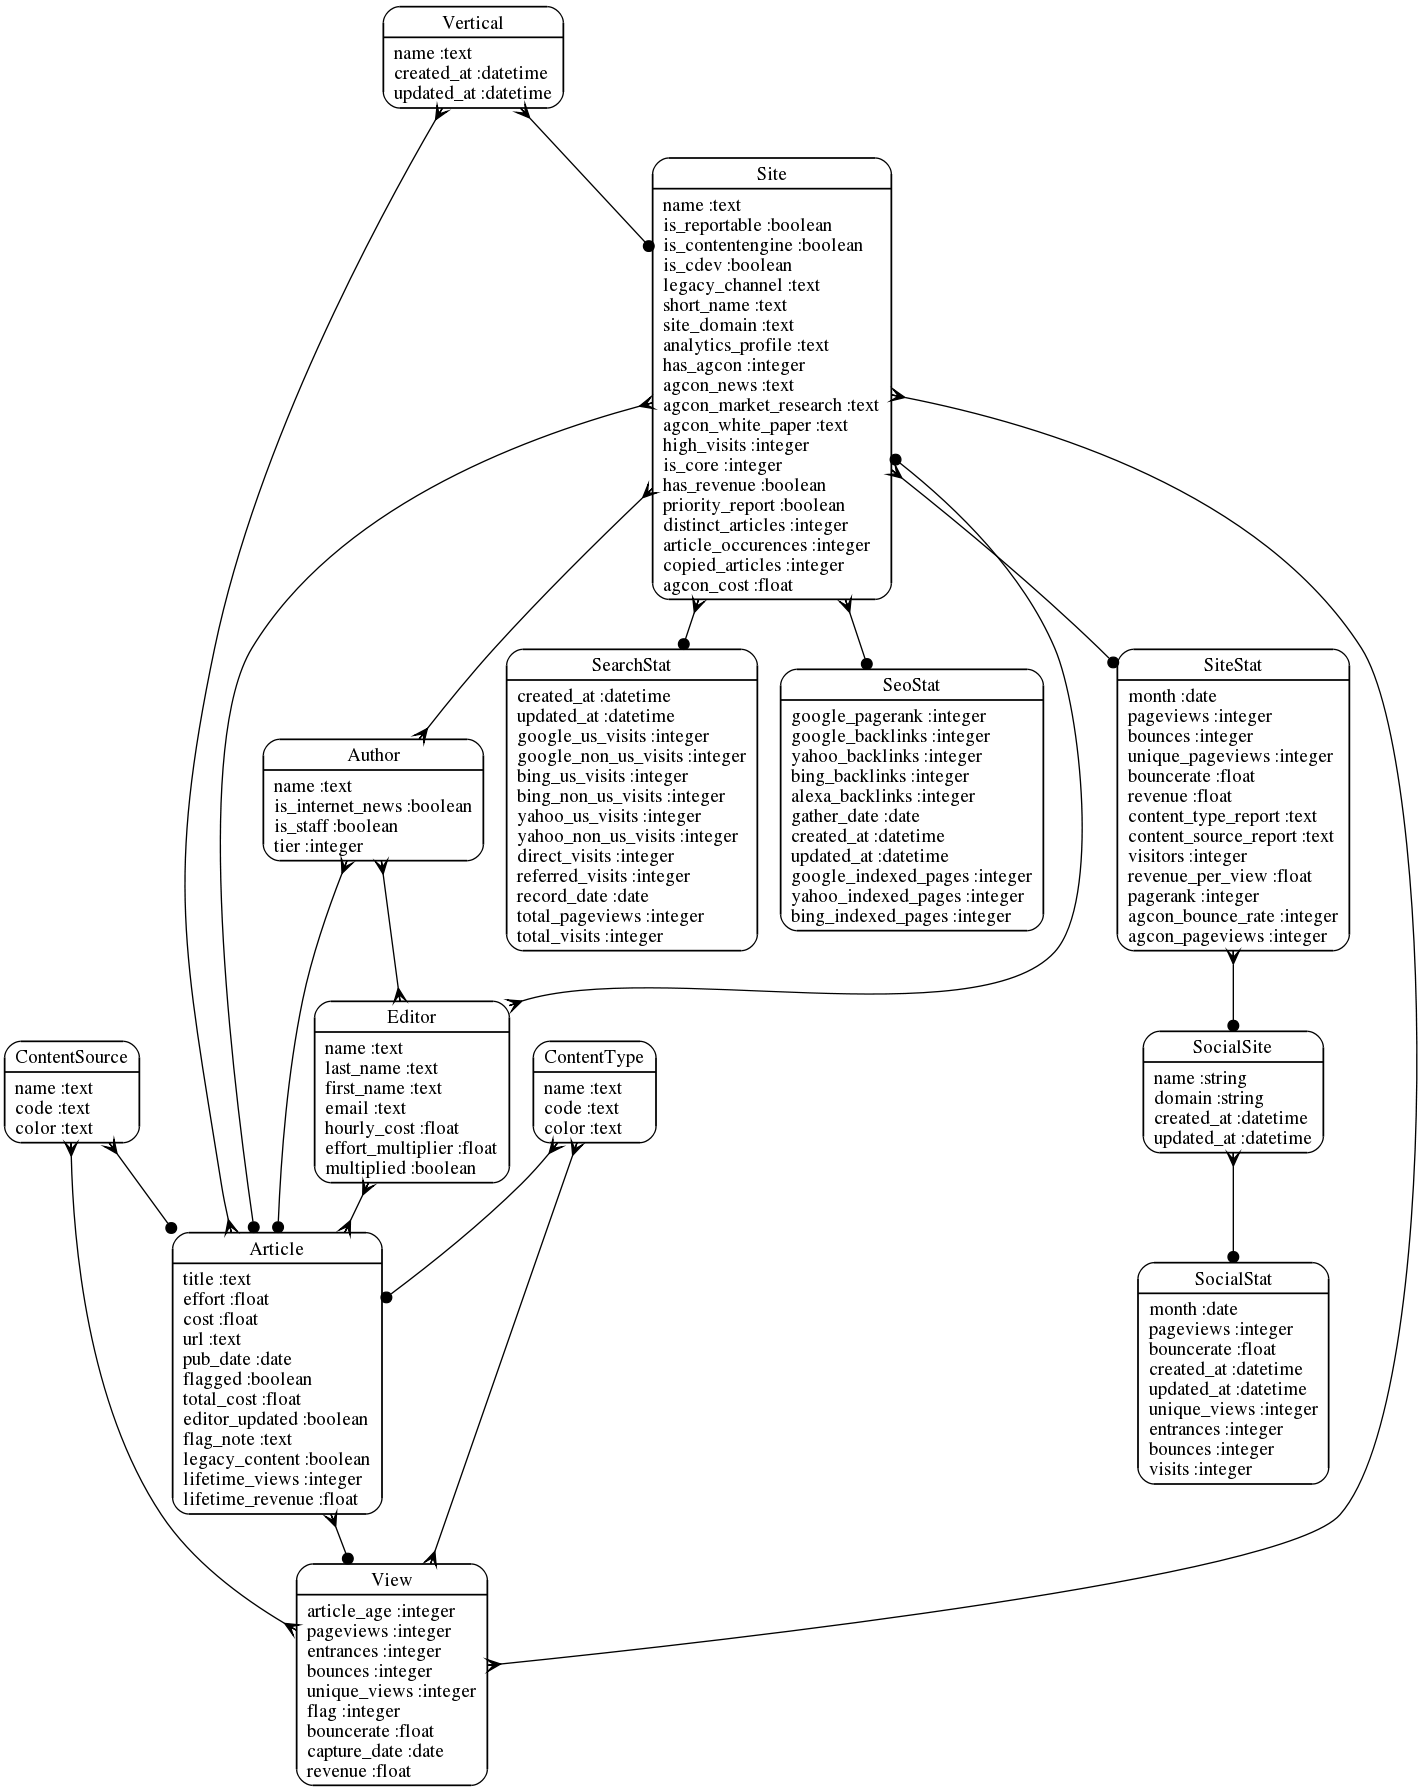 Vertical
name :text
created_at :datetime
updated_at :datetime
Site
name :text
is_reportable :boolean
is_contentengine :boolean
is_cdev :boolean
legacy_channel :text
short_name :text
site_domain :text
analytics_profile :text
has_agcon :integer
agcon_news :text
agcon_market_research :text
agcon_white_paper :text
high_visits :integer
is_core :integer
has_revenue :boolean
priority_report :boolean
distinct_articles :integer
article_occurences :integer
copied_articles :integer
agcon_cost :float
SearchStat
created_at :datetime
updated_at :datetime
google_us_visits :integer
google_non_us_visits :integer
bing_us_visits :integer
bing_non_us_visits :integer
yahoo_us_visits :integer
yahoo_non_us_visits :integer
direct_visits :integer
referred_visits :integer
record_date :date
total_pageviews :integer
total_visits :integer
SeoStat
google_pagerank :integer
google_backlinks :integer
yahoo_backlinks :integer
bing_backlinks :integer
alexa_backlinks :integer
gather_date :date
created_at :datetime
updated_at :datetime
google_indexed_pages :integer
yahoo_indexed_pages :integer
bing_indexed_pages :integer
SiteStat
month :date
pageviews :integer
bounces :integer
unique_pageviews :integer
bouncerate :float
revenue :float
content_type_report :text
content_source_report :text
visitors :integer
revenue_per_view :float
pagerank :integer
agcon_bounce_rate :integer
agcon_pageviews :integer
Author
name :text
is_internet_news :boolean
is_staff :boolean
tier :integer
Editor
name :text
last_name :text
first_name :text
email :text
hourly_cost :float
effort_multiplier :float
multiplied :boolean
ContentSource
name :text
code :text
color :text
ContentType
name :text
code :text
color :text
SocialSite
name :string
domain :string
created_at :datetime
updated_at :datetime
Article
title :text
effort :float
cost :float
url :text
pub_date :date
flagged :boolean
total_cost :float
editor_updated :boolean
flag_note :text
legacy_content :boolean
lifetime_views :integer
lifetime_revenue :float
SocialStat
month :date
pageviews :integer
bouncerate :float
created_at :datetime
updated_at :datetime
unique_views :integer
entrances :integer
bounces :integer
visits :integer
View
article_age :integer
pageviews :integer
entrances :integer
bounces :integer
unique_views :integer
flag :integer
bouncerate :float
capture_date :date
revenue :float